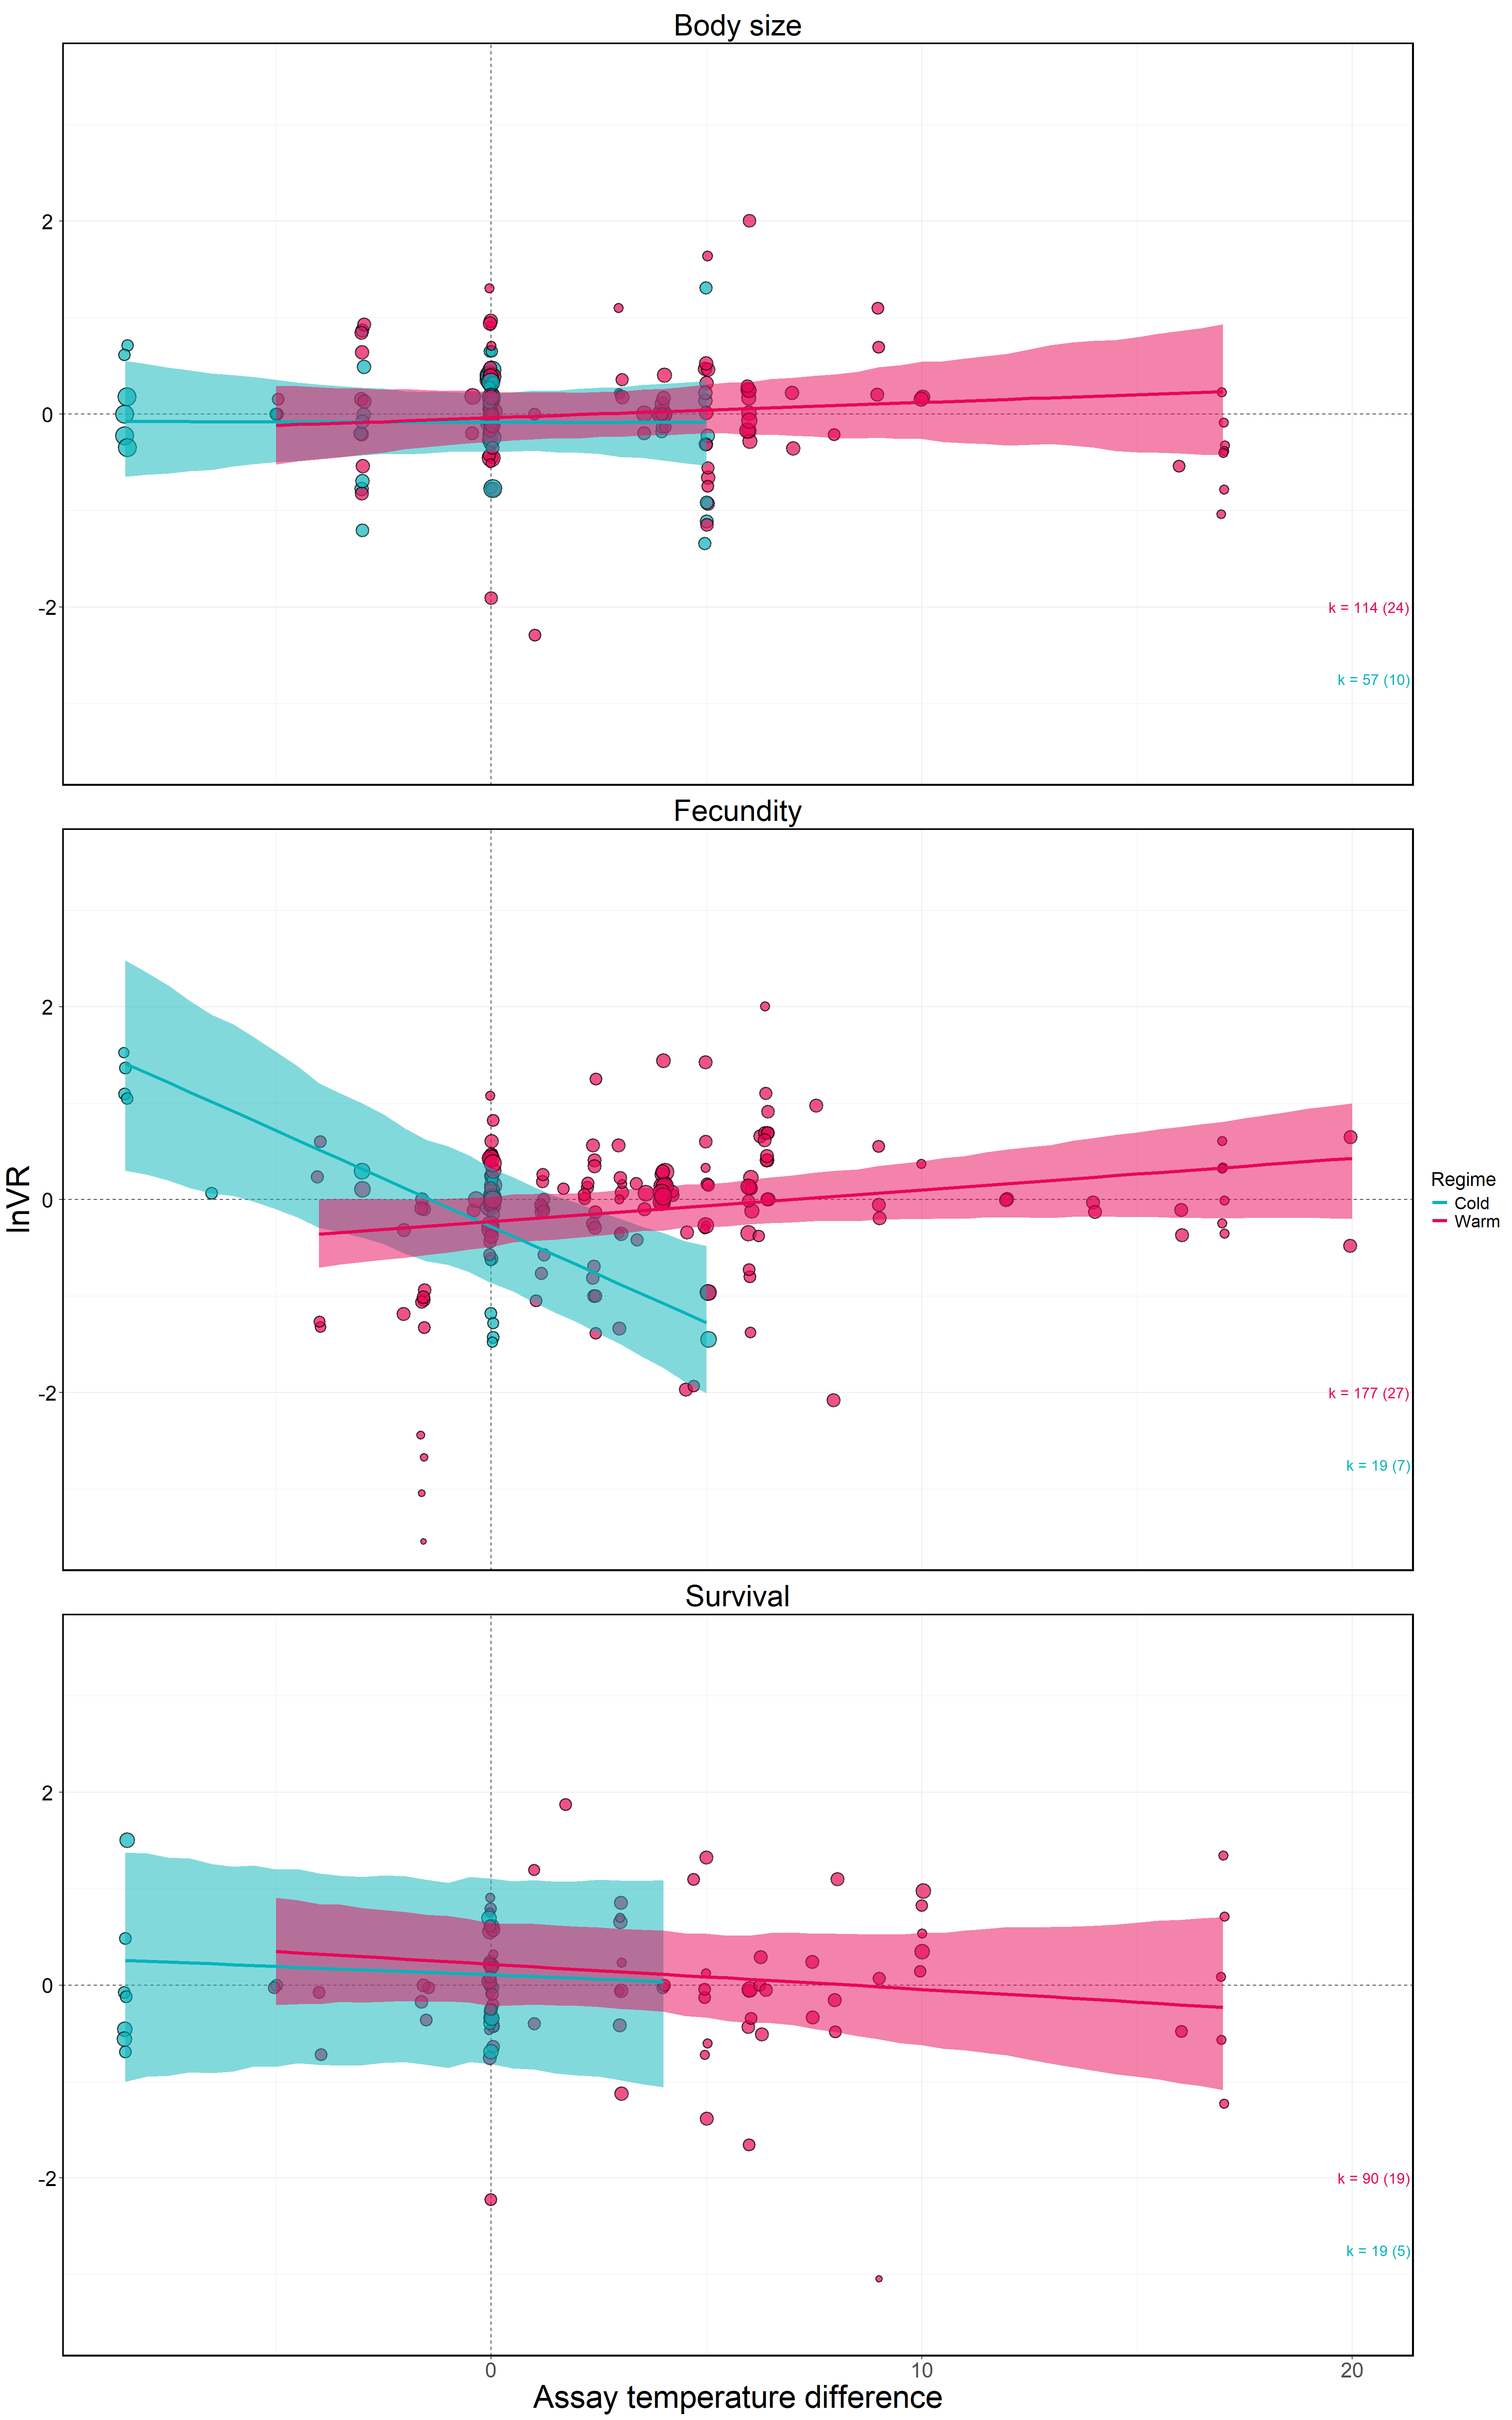 Body size
2
0
-2
k = 114 (24)
k = 57 (10)
Fecundity
2
0
-2
k = 177 (27)
k = 19 (7)
lnVR
Regime
Cold
Warm
Survival
2
0
-2
k = 90 (19)
k = 19 (5)
0 10 20
Assay temperature difference